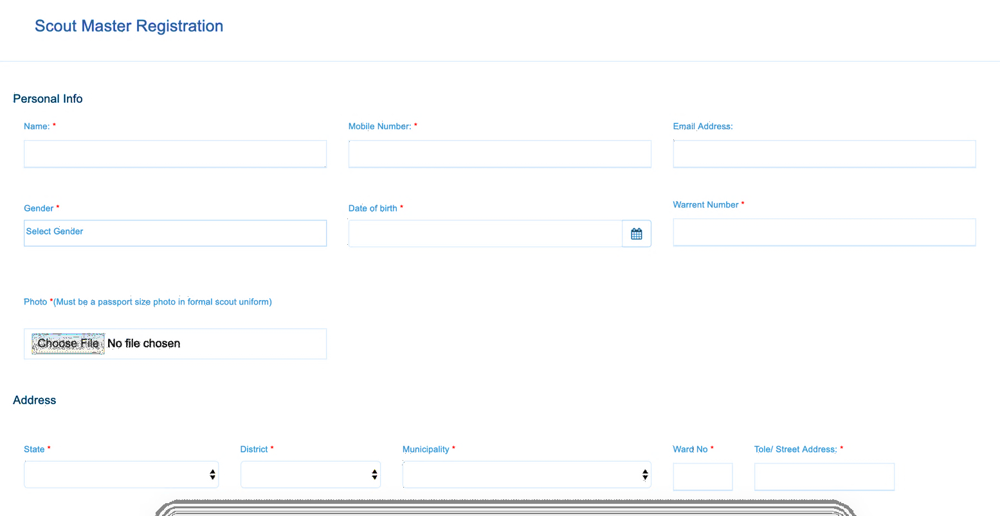 Scout Master Registration
Personal Info
Name: *
Mobile Number: *
Email Address:
Gender *
Date of birth *
Warrent Number *
Select Gender
Photo *(Must be a passport size photo in formal scout uniform)
Choose File No file chosen
Address
State *
District *
Municipality *
Ward No *
Tole/ Street Address: *